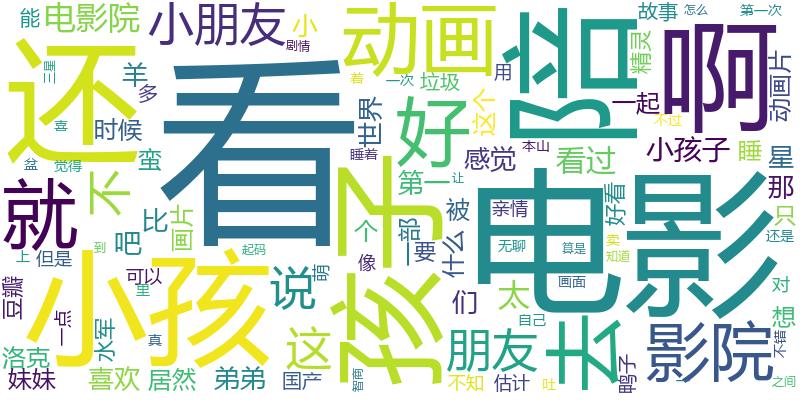 能
电影院
小朋友
小
剧情
动画
故事
怎么
第一次
还
看
陪
啊
动画片
精灵
三星
羊
多
着
一次
垃圾
用
这个
一起
不过
时候
世界
好
喜
盆
觉得
蛮
睡着
感觉
本山
看过
小孩子
睡
星
就
不
孩子
第一
让
那
比
个
一部
被
亲情
好看
只
上
但是
吧
画片
像
要
什么
无聊
算是
卖
知道
还是
到
起码
电影
里
可以
萌
画面
对
豆瓣
小孩
说
们
太
想
一点
水军
真
这
自己
去
影院
不错
洛克
朋友
鸭子
妹妹
喜欢
居然
弟弟
国产
智商
不知
估计
吐
一
之间